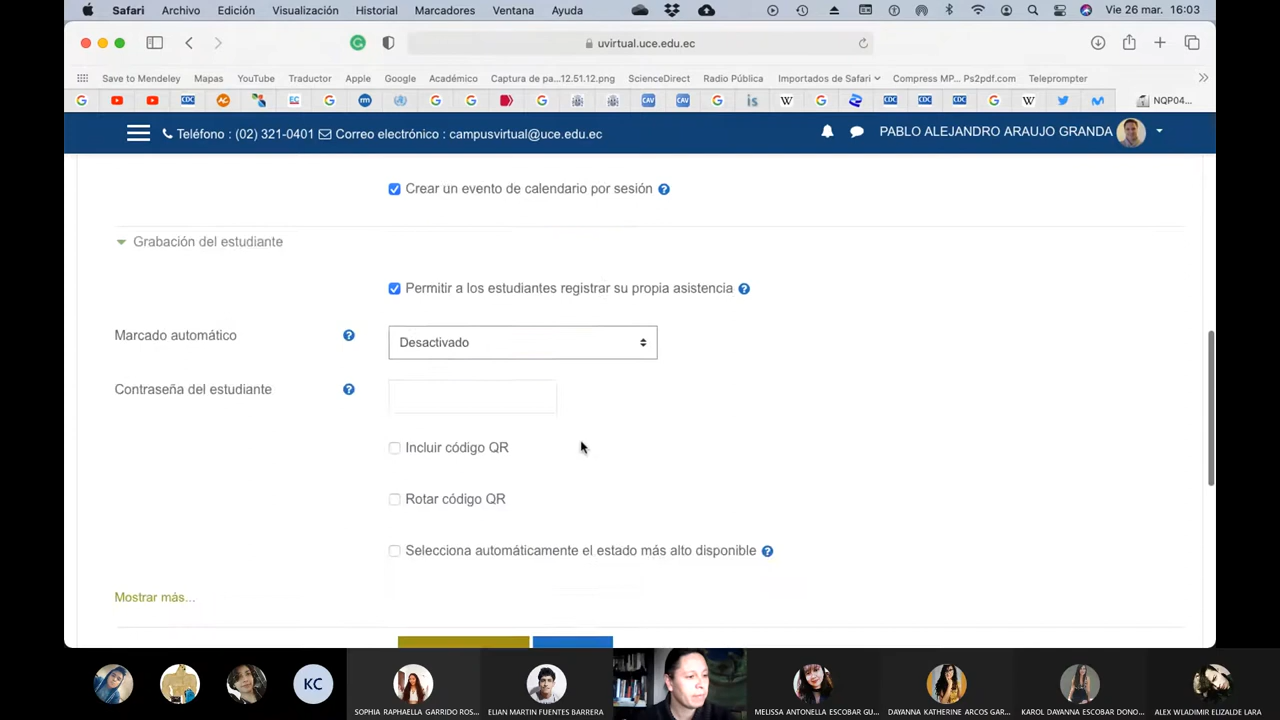 Safari Archivo Edición Visualización Historial Marcadores Ventana Ayuda Vie 26 mar. 16:03
uvirtual.uce.edu.ec
Save to Mendeley Mapas YouTube Traductor Apple Google Académico Captura de pa...12.51.12.png ScienceDirect Radio Pública Importados de Safari Compress MP... Ps2pdf.com Teleprompter
NQP04...
Teléfono : (02) 321-0401 Correo electrónico : campusvirtual@uce.edu.ec PABLO ALEJANDRO ARAUJO GRANDA
Crear un evento de calendario por sesión
Grabación del estudiante
Permitir a los estudiantes registrar su propia asistencia
Marcado automático Desactivado
Contraseña del estudiante
Incluir código QR
Rotar código QR
Selecciona automáticamente el estado más alto disponible
Mostrar más...
KC
SOPHIA RAPHAELLA GARRIDO ROS... ELIAN MARTIN FUENTES BARRERA MELISSA ANTONELLA ESCOBAR GU... DAYANNA KATHERINE ARCOS GAR... KAROL DAYANNA ESCOBAR DONO... ALEX WLADIMIR ELIZALDE LARA